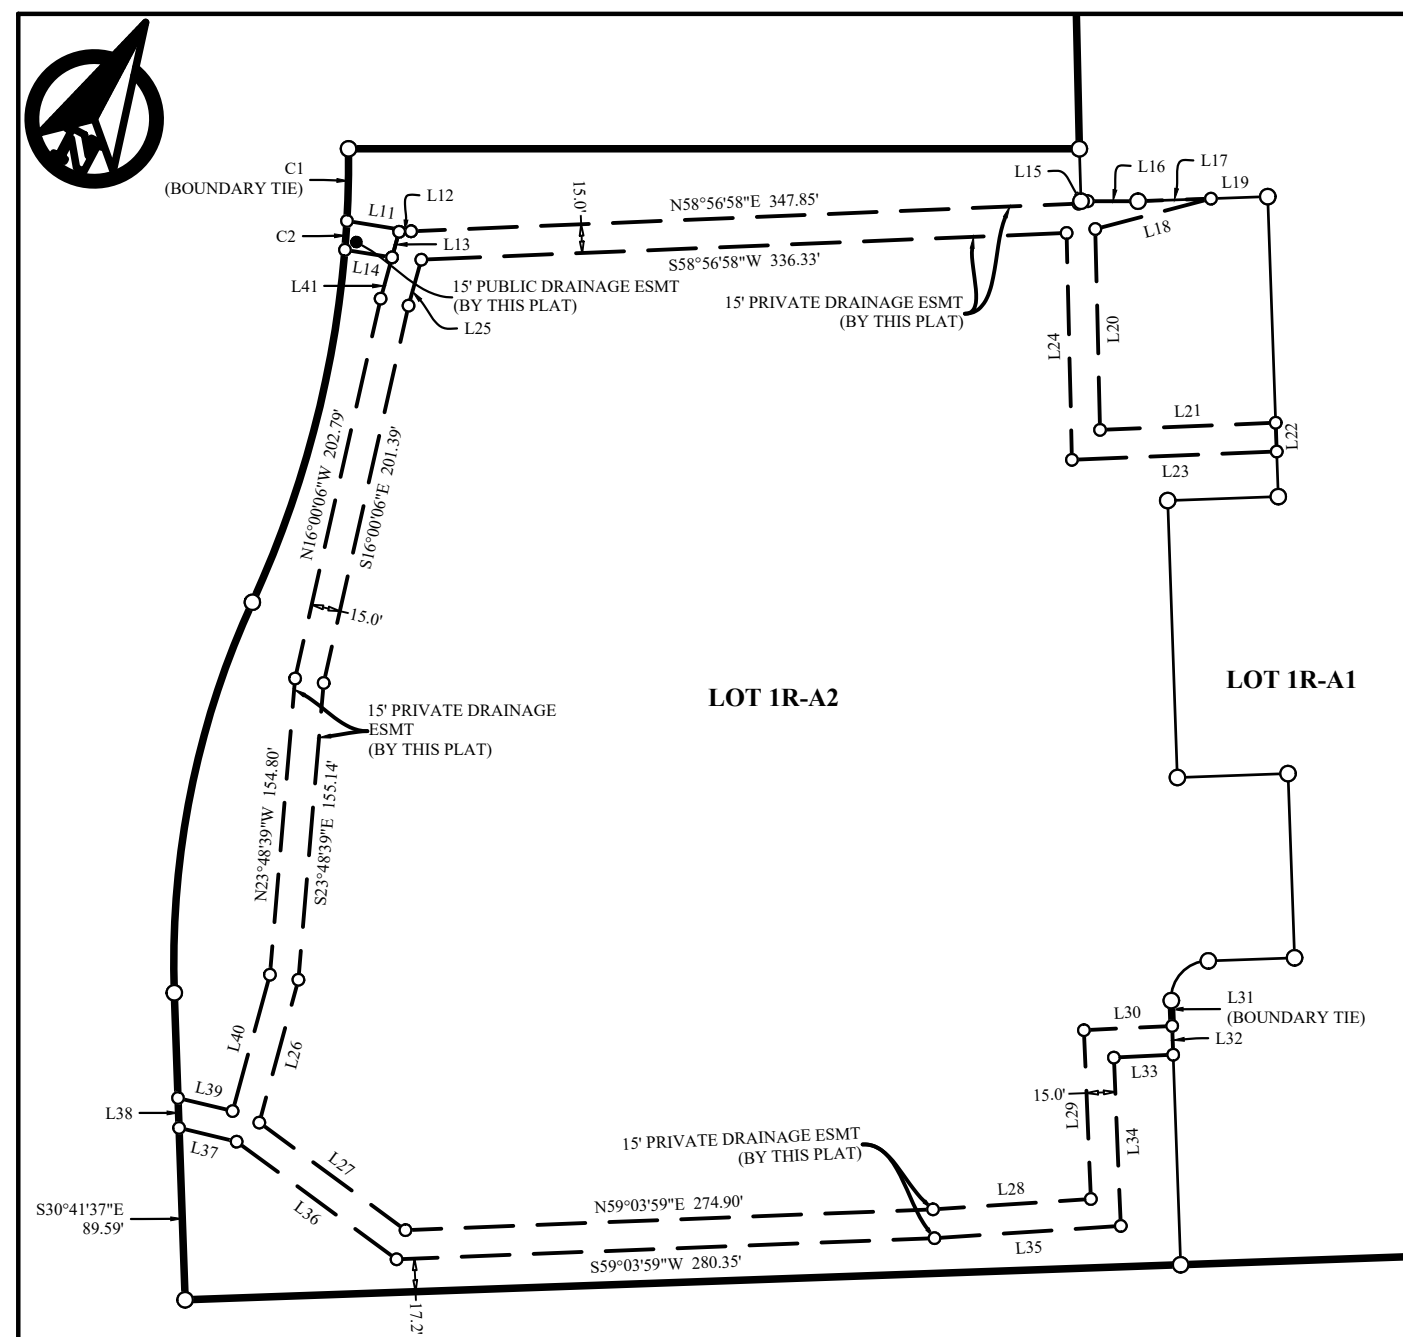 C1
(BOUNDARY TIE)
L11
L12
15.0'
N58°56'58"E 347.85'
L15
L16
L17
L19
C2
L13
L14
L18
S58°56'58"W 336.33'
L41
15' PUBLIC DRAINAGE ESMT
(BY THIS PLAT)
L25
15' PRIVATE DRAINAGE ESMT
(BY THIS PLAT)
L24
L20
L21
L22
L23
N16°00'06"W 202.79'
S16°00'06"E 201.39'
15.0'
LOT 1R-A2
LOT 1R-A1
15' PRIVATE DRAINAGE
ESMT
(BY THIS PLAT)
N23°48'39"W 154.80'
S23°48'39"E 155.14'
L40
L26
L39
L38
L37
L27
L36
S30°41'37"E
89.59'
L30
L31
(BOUNDARY TIE)
L32
L33
15.0'
L29
L34
15' PRIVATE DRAINAGE ESMT
(BY THIS PLAT)
N59°03'59"E 274.90'
L28
L35
S59°03'59"W 280.35'
17.2'